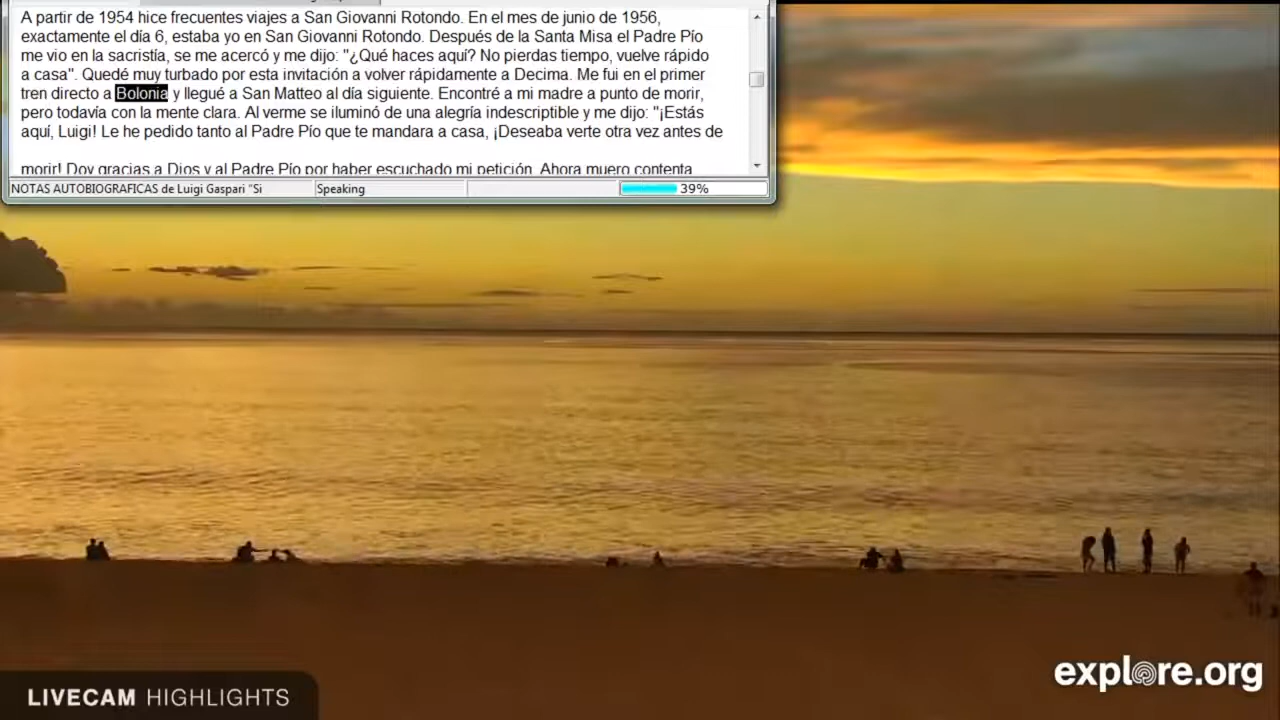 A partir de 1954 hice frecuentes viajes a San Giovanni Rotondo. En el mes de junio de 1956,
exactamente el día 6, estaba yo en San Giovanni Rotondo. Después de la Santa Misa el Padre Pío
me vio en la sacristía, se me acercó y me dijo: "¿Qué haces aquí? No pierdas tiempo, vuelve rápido
a casa". Quedé muy turbado por esta invitación a volver rápidamente a Decima. Me fui en el primer
tren directo a Bolonia y llegué a San Matteo al día siguiente. Encontré a mi madre a punto de morir,
pero todavía con la mente clara. Al verme se iluminó de una alegría indescriptible y me dijo: "¡Estás
aquí, Luigi! Le he pedido tanto al Padre Pío que te mandara a casa, ¡Deseaba verte otra vez antes de
morir! Doy gracias a Dios y al Padre Pío por haber escuchado mi petición. Ahora muero contenta
NOTAS AUTOBIOGRAFICAS de Luigi Gaspari "Si
Speaking
39%
explore.org
LIVECAM HIGHLIGHTS